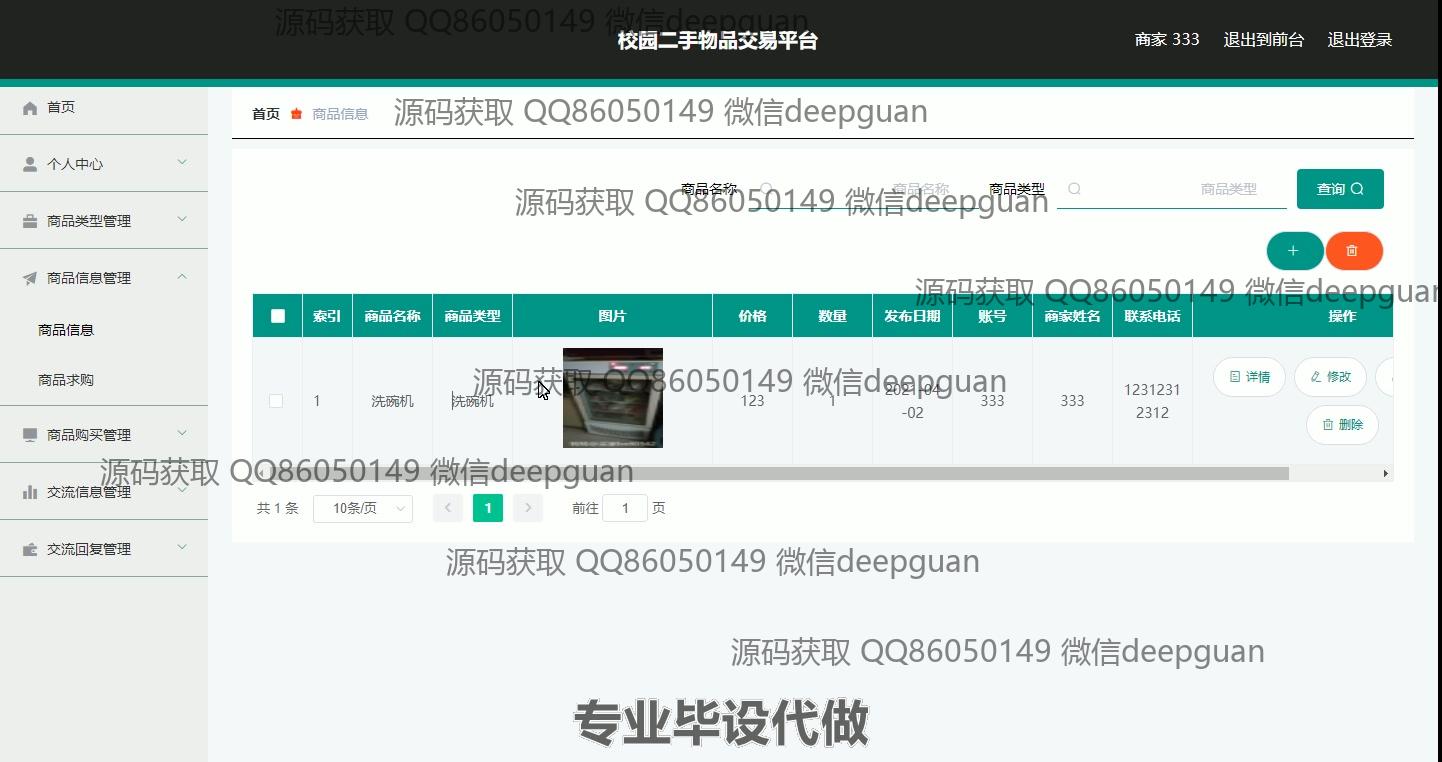 源码获取 QQ86050149 微信deepguan
校园二手物品交易平台
商家 333 退出到前台 退出登录
首页
个人中心
商品类型管理
商品信息管理
商品信息
商品求购
商品购买管理
交流信息管理
交流回复管理
首页 商品信息
源码获取 QQ86050149 微信deepguan
商品名称 商品名称 商品类型 商品类型 查询
源码获取 QQ86050149 微信deepguan
源码获取 QQ86050149 微信deepguan
索引 商品名称 商品类型 图片 价格 数量 发布日期 账号 商家姓名 联系电话 操作
1 洗碗机 洗碗机 123 1 2021-04-02 333 333 12312312312 详情 修改
删除
源码获取 QQ86050149 微信deepguan
源码获取 QQ86050149 微信deepguan
共 1 条 10条/页 1 前往 1 页
源码获取 QQ86050149 微信deepguan
源码获取 QQ86050149 微信deepguan
专业毕设代做